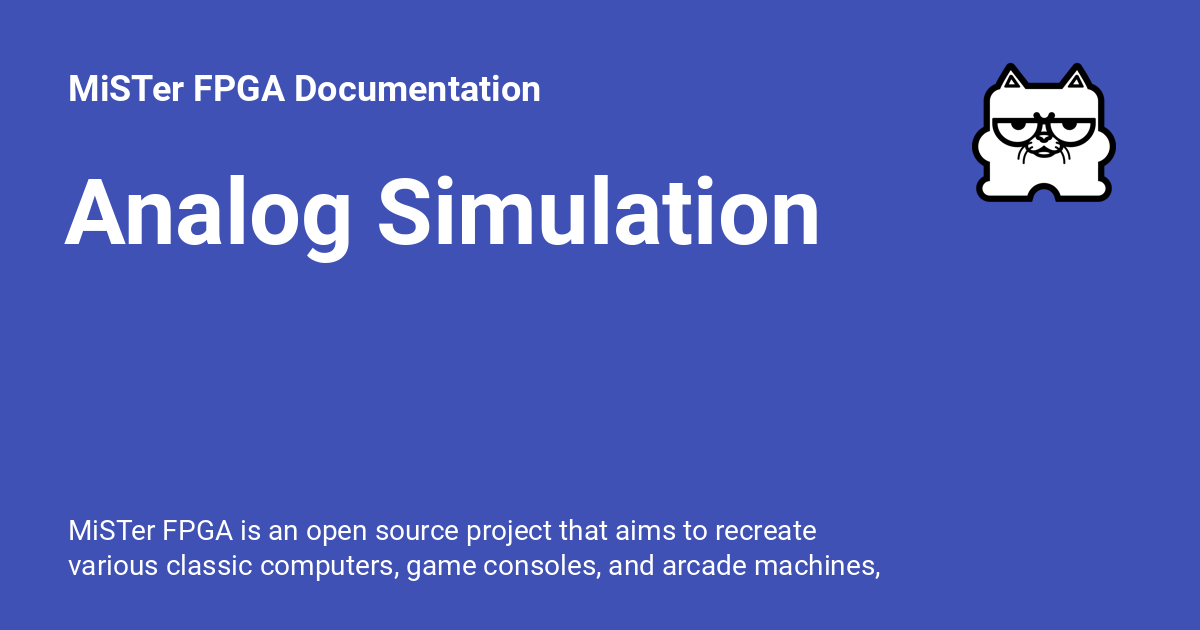 MiSTer FPGA Documentation
Analog Simulation
MiSTer FPGA is an open source project that aims to recreate
various classic computers, game consoles, and arcade machines,